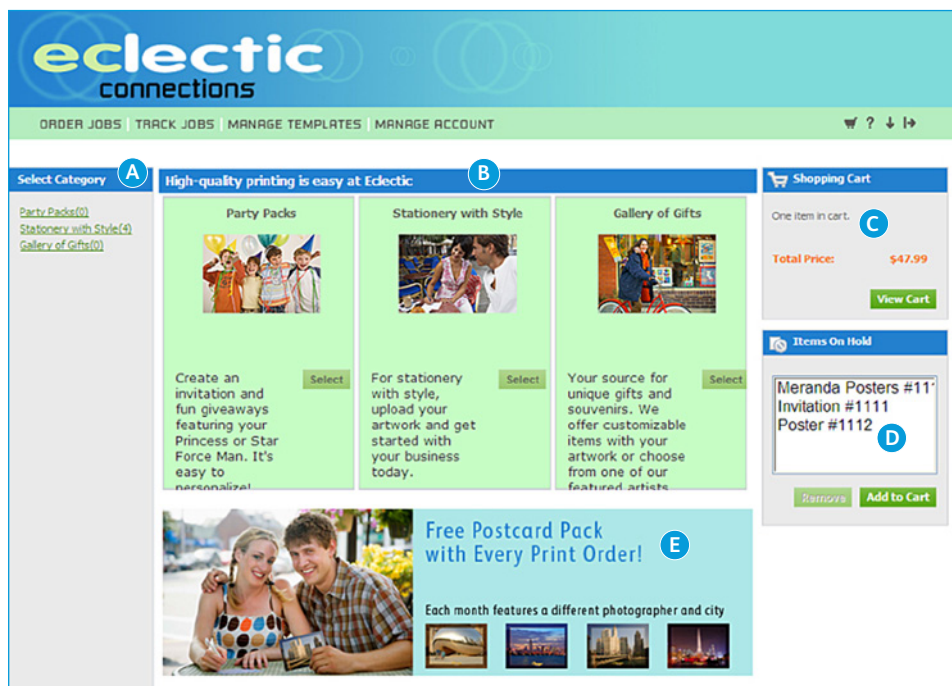 eclectic
connections
ORDER JOBS | TRACK JOBS | MANAGE TEMPLATES | MANAGE ACCOUNT
?
Select Category
A
Party Packs(0)
Stationery with Style(4)
Gallery of Gifts(0)
High-quality printing is easy at Eclectic
B
Party Packs
Create an
invitation and
fun giveaways
featuring your
Princess or Star
Force Man. It's
easy to
personalize!
Select
Stationery with Style
For stationery
with style,
upload your
artwork and get
started with
your business
today.
Select
Gallery of Gifts
Your source for
unique gifts and
souvenirs. We
offer customizable
items with your
artwork or choose
from one of our
featured artists
Select
Shopping Cart
One item in cart.
C
Total Price: $47.99
View Cart
Items On Hold
Meranda Posters #11
Invitation #1111
Poster #1112
D
Remove
Add to Cart
Free Postcard Pack
with Every Print Order!
E
Each month features a different photographer and city